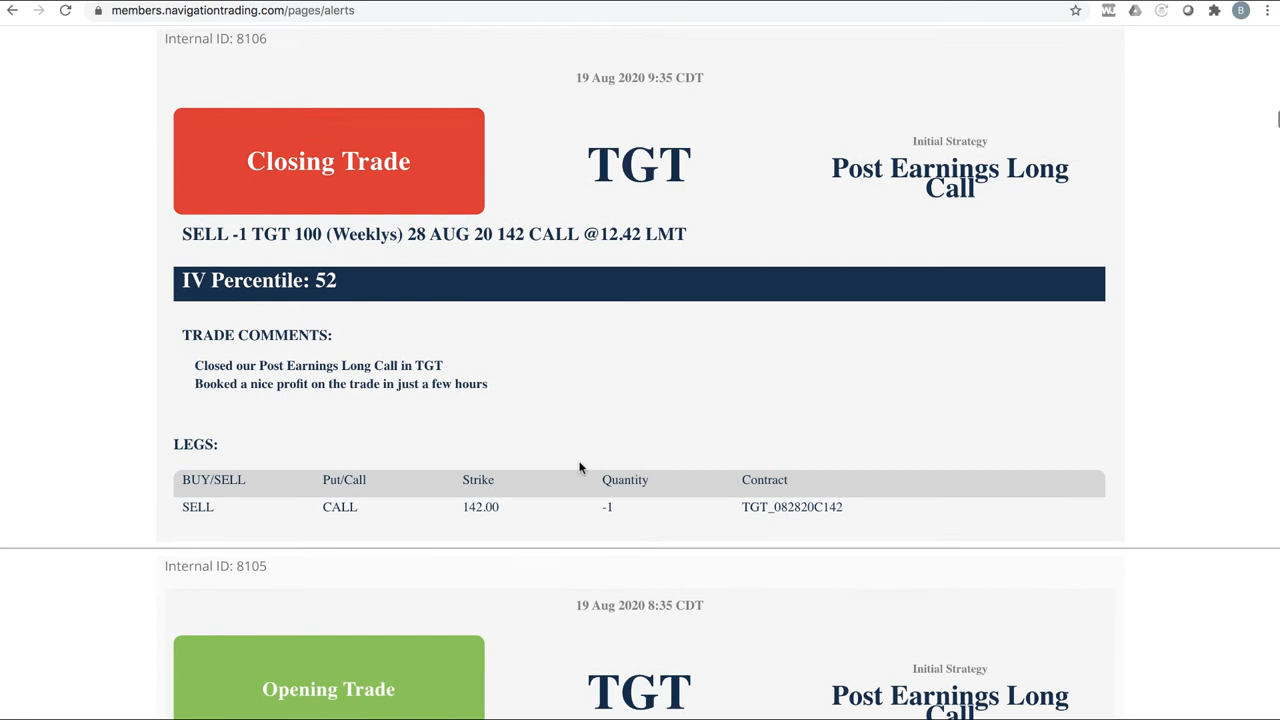 members.navigationtrading.com/pages/alerts
B
Internal ID: 8106
19 Aug 2020 9:35 CDT
Closing Trade
TGT
Initial Strategy
Post Earnings Long
Call
SELL -1 TGT 100 (Weeklys) 28 AUG 20 142 CALL @12.42 LMT
IV Percentile: 52
TRADE COMMENTS:
Closed our Post Earnings Long Call in TGT
Booked a nice profit on the trade in just a few hours
LEGS:
BUY/SELL Put/Call Strike Quantity Contract
SELL CALL 142.00 -1 TGT_082820C142
Internal ID: 8105
19 Aug 2020 8:35 CDT
Opening Trade
TGT
Initial Strategy
Post Earnings Long
Call